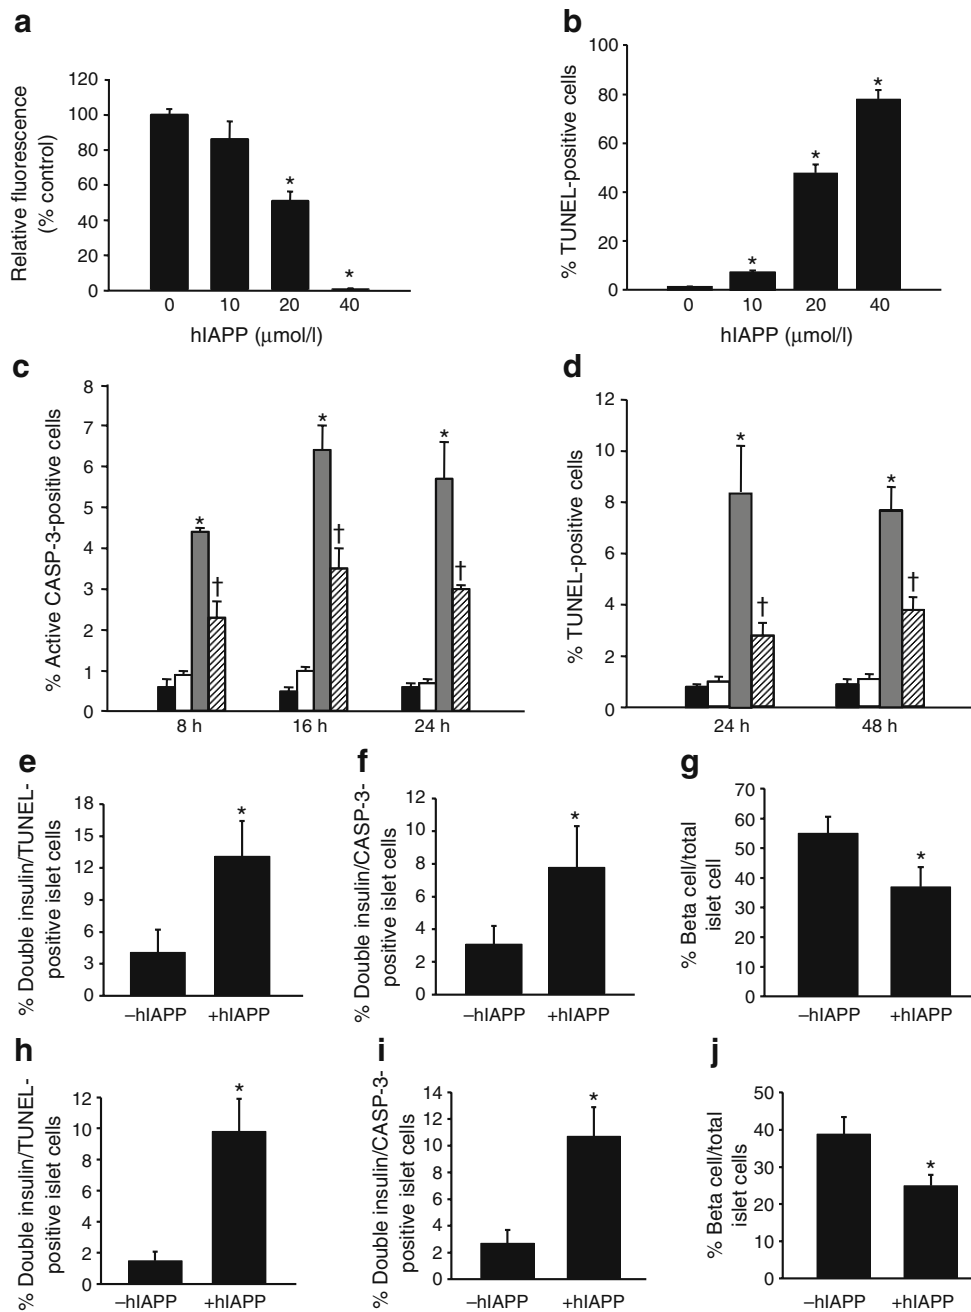 a
Relative fluorescence
(% control)
120
100
80
60
40
20
0
*
*
0 10 20 40
hIAPP (μmol/l)
b
% TUNEL-positive cells
100
80
60
40
20
0
*
*
*
0 10 20 40
hIAPP (μmol/l)
c
% Active CASP-3-positive cells
8
7
6
5
4
3
2
1
0
*
†
*
†
*
†
8 h 16 h 24 h
d
% TUNEL-positive cells
12
10
8
6
4
2
0
*
†
*
†
24 h 48 h
e
% Double insulin/TUNEL-
positive islet cells
18
15
12
9
6
3
0
*
–hIAPP +hIAPP
f
% Double insulin/CASP-3-
positive islet cells
12
10
8
6
4
2
0
*
–hIAPP +hIAPP
g
% Beta cell/total
islet cell
70
60
50
40
30
20
10
0
*
–hIAPP +hIAPP
h
% Double insulin/TUNEL-
positive islet cells
12
10
8
6
4
2
0
*
–hIAPP +hIAPP
i
% Double insulin/CASP-3-
positive islet cells
14
12
10
8
6
4
2
0
*
–hIAPP +hIAPP
j
% Beta cell/total
islet cells
50
40
30
20
10
0
*
–hIAPP +hIAPP